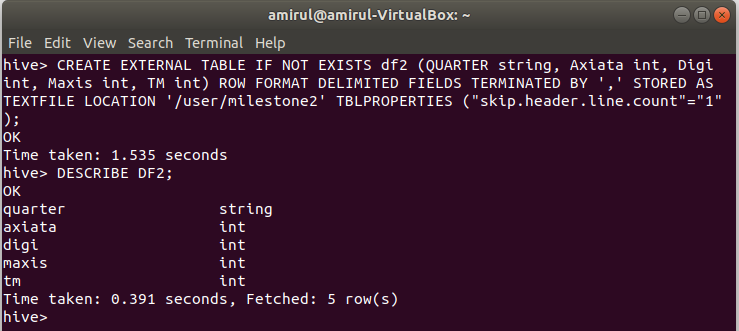 amirul@amirul-VirtualBox: ~
File Edit View Search Terminal Help
hive> CREATE EXTERNAL TABLE IF NOT EXISTS df2 (QUARTER string, Axiata int, Digi
int, Maxis int, TM int) ROW FORMAT DELIMITED FIELDS TERMINATED BY ',' STORED AS
TEXTFILE LOCATION '/user/milestone2' TBLPROPERTIES ("skip.header.line.count"="1"
);
OK
Time taken: 1.535 seconds
hive> DESCRIBE DF2;
OK
quarter                 string
axiata                  int
digi                    int
maxis                   int
tm                      int
Time taken: 0.391 seconds, Fetched: 5 row(s)
hive>